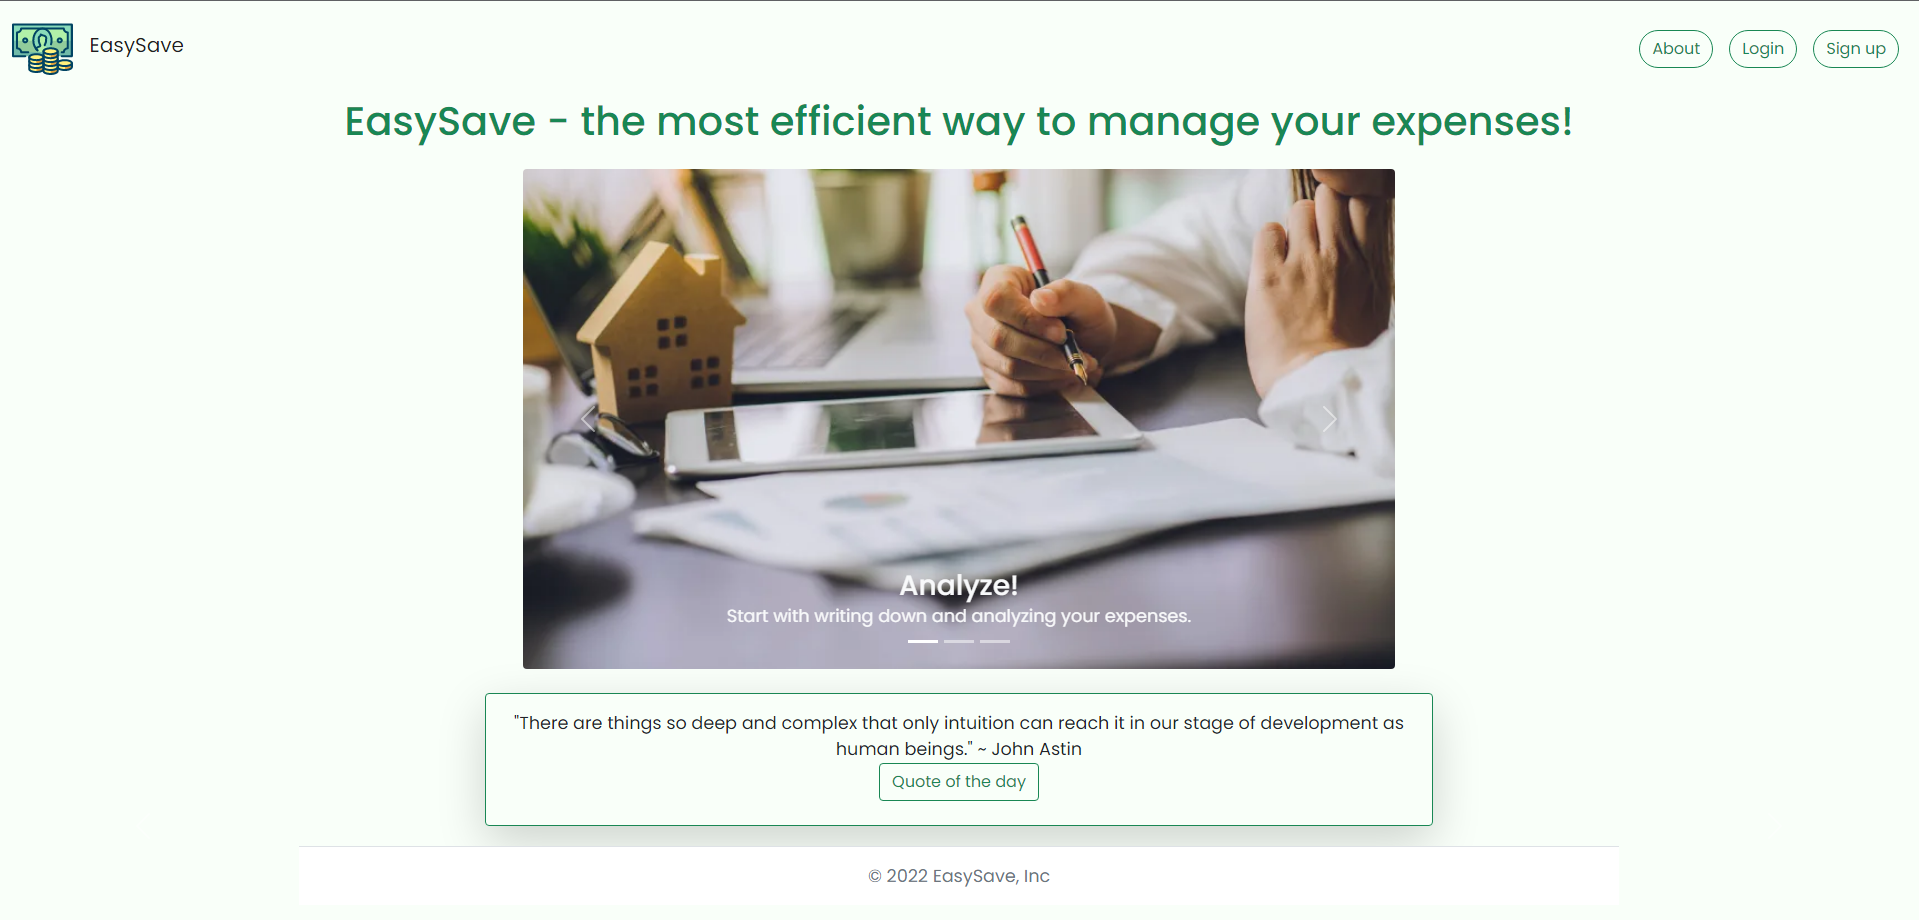 EasySave
About
Login
Sign up
EasySave - the most efficient way to manage your expenses!
Analyze!
Start with writing down and analyzing your expenses.
"There are things so deep and complex that only intuition can reach it in our stage of development as
human beings." ~ John Astin
Quote of the day
© 2022 EasySave, Inc